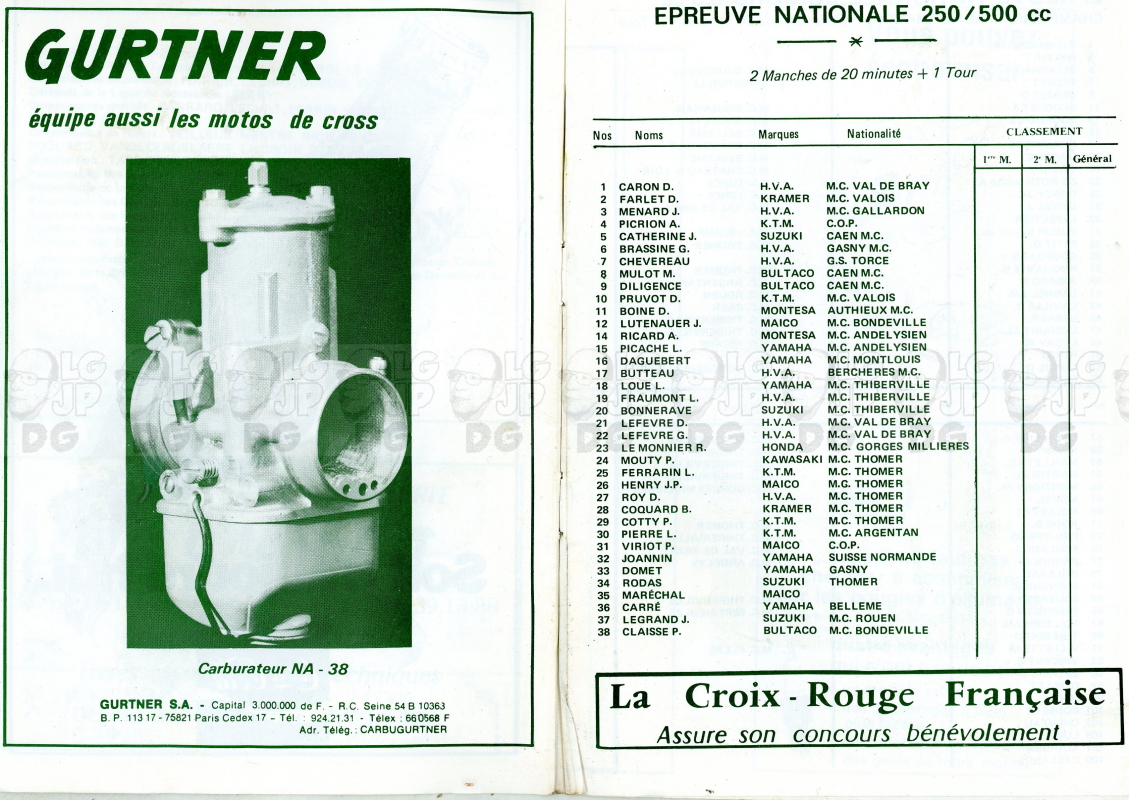 GURTNER
équipe aussi les motos de cross
Carburateur NA - 38
GURTNER S.A. - Capital 3.000.000 de F. - R.C. Seine 54 B 10363
B. P. 113 17 - 75821 Paris Cedex 17 - Tél. : 924.21.31 - Télex : 660568 F
Adr. Télég. : CARBUGURTNER
EPREUVE NATIONALE 250/500 cc
2 Manches de 20 minutes + 1 Tour
Nos Noms Marques Nationalité CLASSEMENT
1re M. 2e M. Général
1 CARON D. H.V.A. M.C. VAL DE BRAY
2 FARLET D. KRAMER M.C. VALOIS
3 MENARD J. H.V.A. M.C. GALLARDON
4 PICRION A. K.T.M. C.O.P.
5 CATHERINE J. SUZUKI CAEN M.C.
6 BRASSINE G. H.V.A. GASNY M.C.
7 CHEVEREAU H.V.A. G.S. TORCE
8 MULOT M. BULTACO CAEN M.C.
9 DILIGENCE BULTACO CAEN M.C.
10 PRUVOT D. K.T.M. M.C. VALOIS
11 BOINE D. MONTESA AUTHIEUX M.C.
12 LUTENAUER J. MAICO M.C. BONDEVILLE
14 RICARD A. MONTESA M.C. ANDELYSIEN
15 PICACHE L. YAMAHA M.C. ANDELYSIEN
16 DAGUEBERT YAMAHA M.C. MONTLOUIS
17 BUTTEAU H.V.A. BERCHERES M.C.
18 LOUE L. YAMAHA M.C. THIBERVILLE
19 FRAUMONT L. H.V.A. M.C. THIBERVILLE
20 BONNERAVE SUZUKI M.C. THIBERVILLE
21 LEFEVRE D. H.V.A. M.C. VAL DE BRAY
22 LEFEVRE G. H.V.A. M.C. VAL DE BRAY
23 LE MONNIER R. HONDA M.C. GORGES MILLIERES
24 MOUTY P. KAWASAKI M.C. THOMER
25 FERRARIN L. K.T.M. M.C. THOMER
26 HENRY J.P. MAICO M.C. THOMER
27 ROY D. H.V.A. M.C. THOMER
28 COQUARD B. KRAMER M.C. THOMER
29 COTTY P. K.T.M. M.C. THOMER
30 PIERRE L. K.T.M. M.C. ARGENTAN
31 VIRIOT P. MAICO C.O.P.
32 JOANNIN YAMAHA SUISSE NORMANDE
33 DOMET YAMAHA GASNY
34 RODAS SUZUKI THOMER
35 MARÉCHAL MAICO
36 CARRÉ YAMAHA BELLEME
37 LEGRAND J. SUZUKI M.C. ROUEN
38 CLAISSE P. BULTACO M.C. BONDEVILLE
La Croix - Rouge Française
Assure son concours bénévolement
LG JP DG